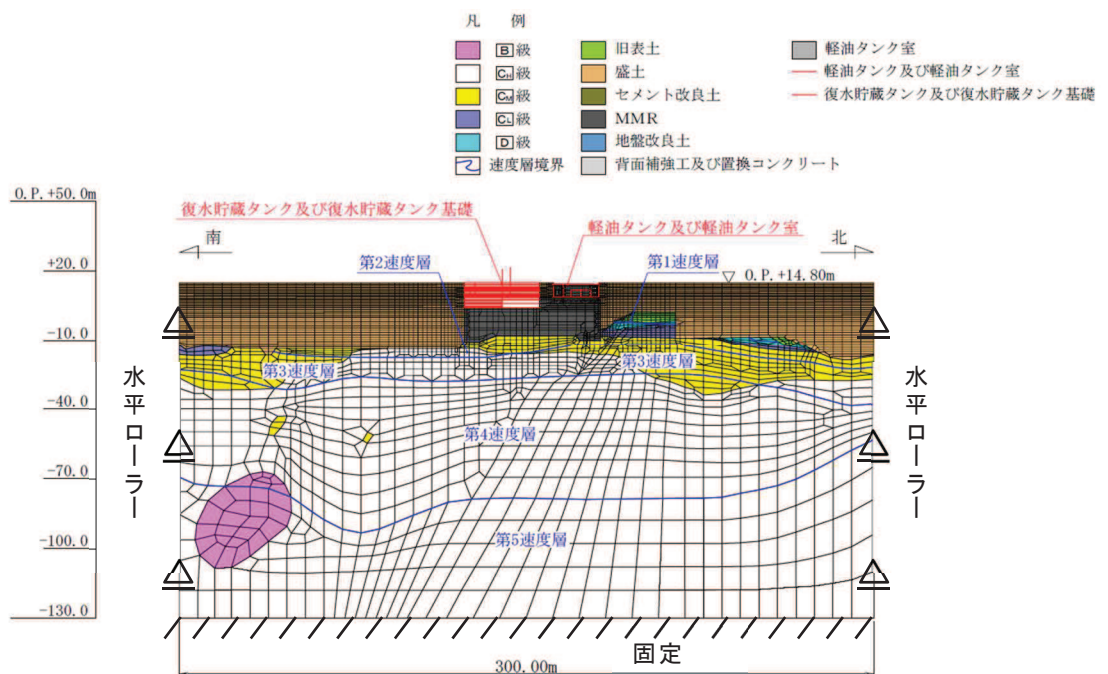 凡 例
B級 旧表土 軽油タンク室
CH級 盛土 軽油タンク及び軽油タンク室
CM級 セメント改良土 復水貯蔵タンク及び復水貯蔵タンク基礎
CL級 MMR
D級 地盤改良土
速度層境界 背面補強工及び置換コンクリート
O.P.+50.0m
復水貯蔵タンク及び復水貯蔵タンク基礎
軽油タンク及び軽油タンク室
南 北
第2速度層 第1速度層
+20.0
O.P.+14.80m
-10.0
第3速度層 第3速度層
水平ローラー 水平ローラー
-40.0
第4速度層
-70.0
第5速度層
-100.0
-130.0
固定
300.00m